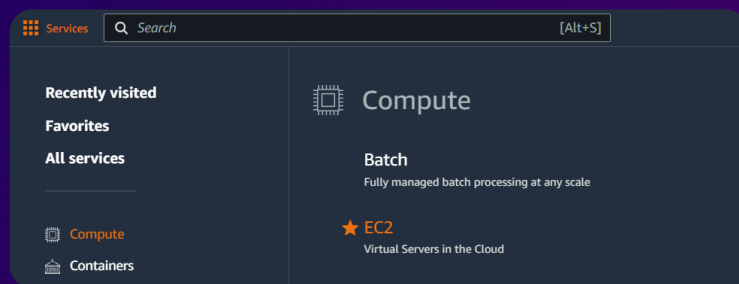 Services
Search [Alt+S]
Recently visited
Favorites
All services
Compute
Containers
Compute
Batch
Fully managed batch processing at any scale
EC2
Virtual Servers in the Cloud